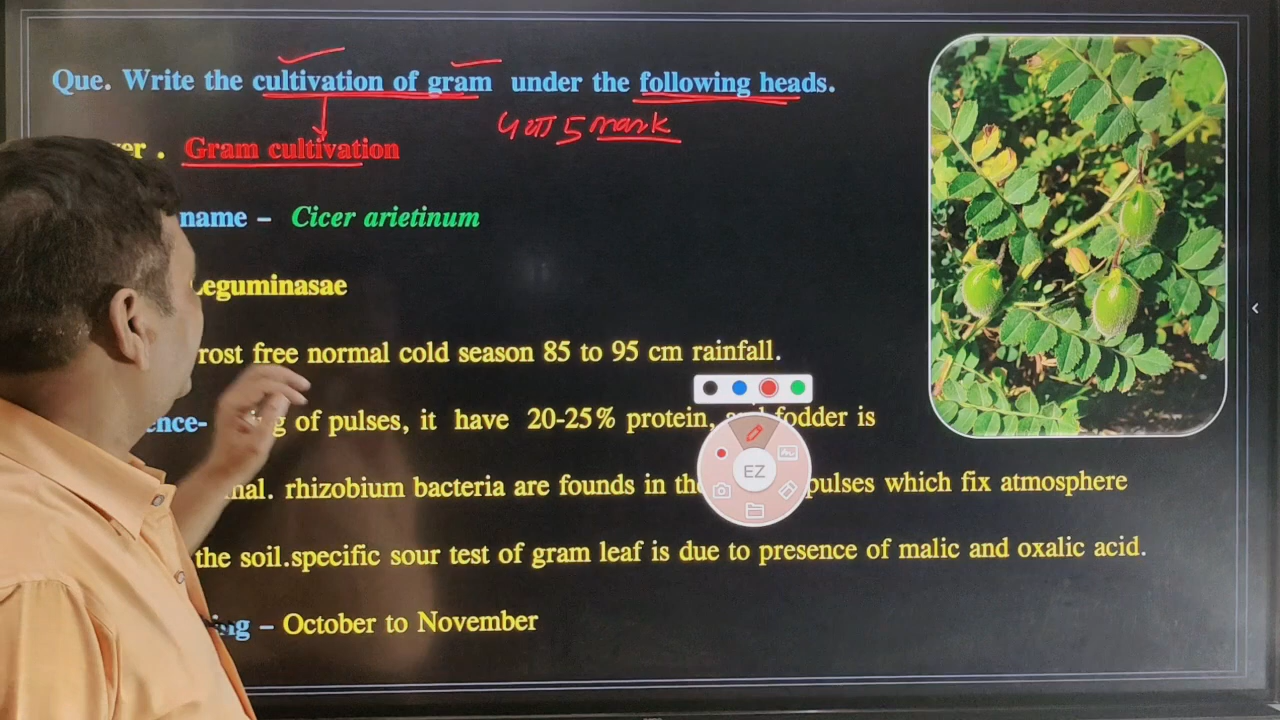 Que. Write the cultivation of gram under the following heads.
5 mark
Gram cultivation
name – Cicer arietinum
Leguminasae
rost free normal cold season 85 to 95 cm rainfall.
ence- g of pulses, it have 20-25% protein, and fodder is
EZ
mal. rhizobium bacteria are founds in the pulses which fix atmosphere
the soil.specific sour test of gram leaf is due to presence of malic and oxalic acid.
ing – October to November